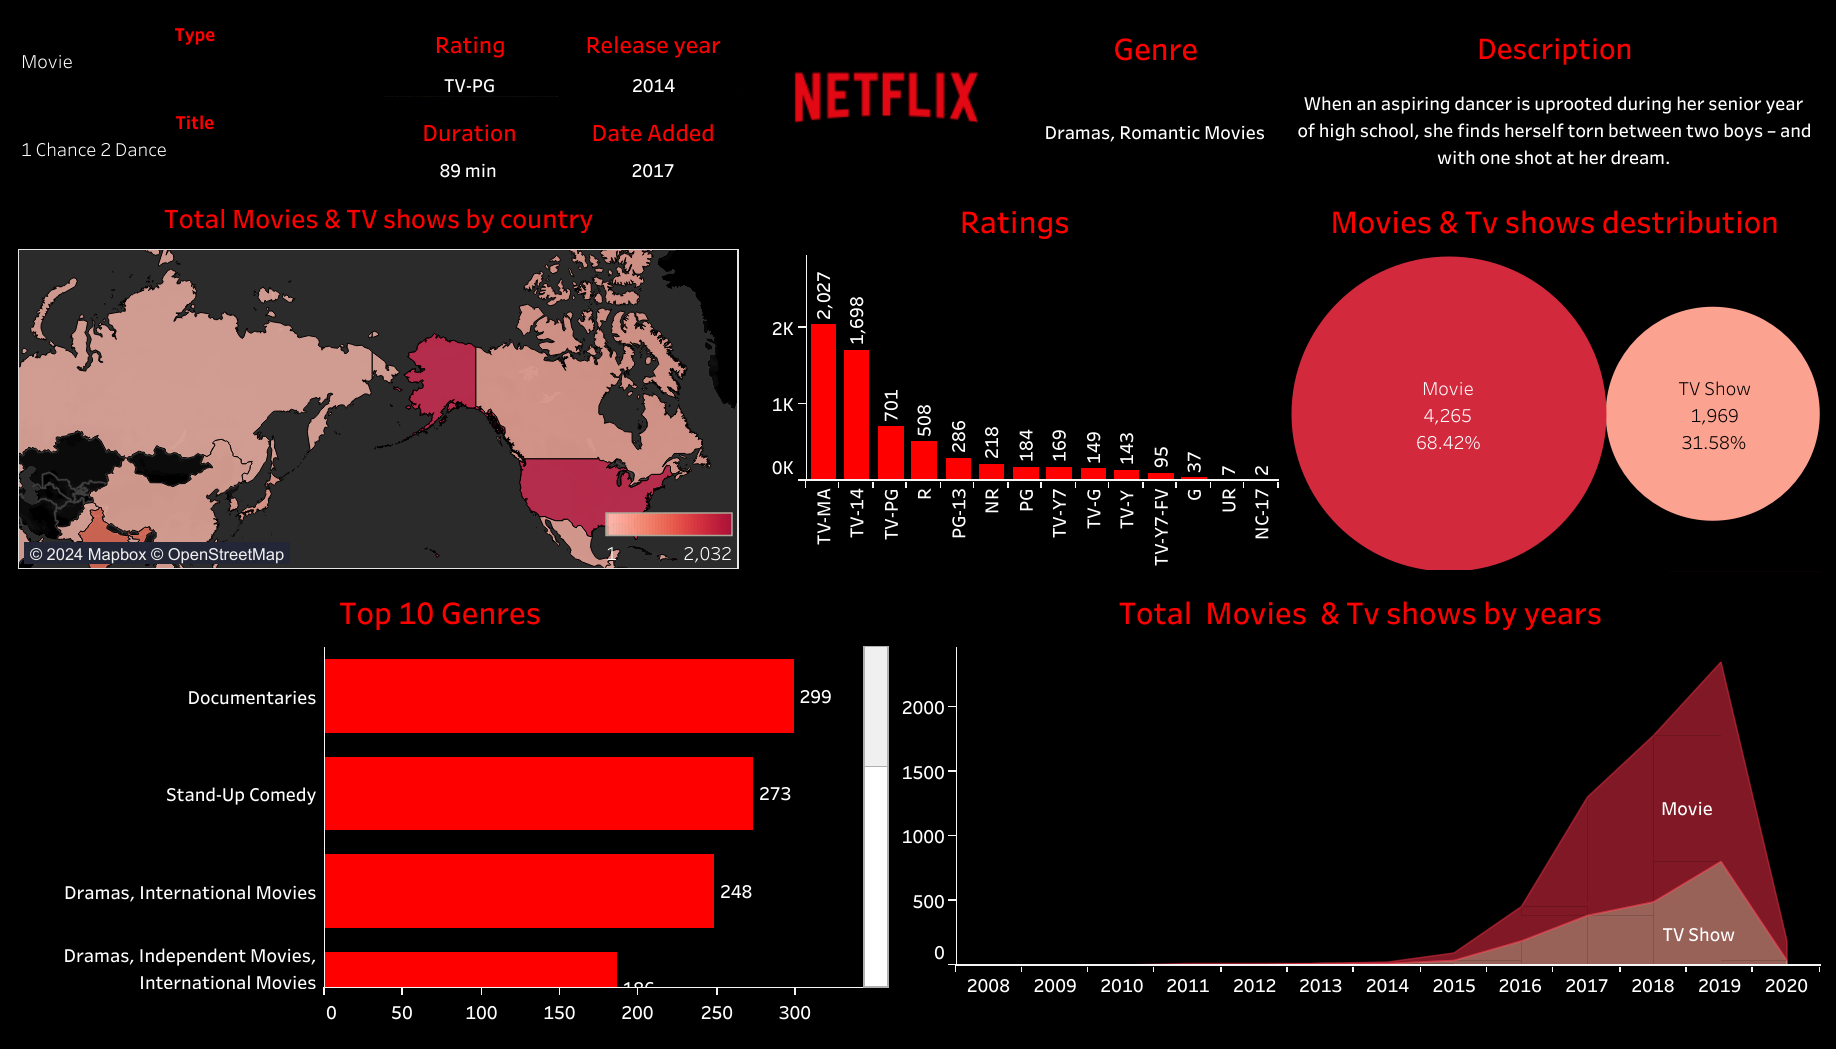 Type
Movie
Title
1 Chance 2 Dance
Rating
TV-PG
Duration
89 min
Release year
2014
Date Added
2017
NETFLIX
Genre
Dramas, Romantic Movies
Description
When an aspiring dancer is uprooted during her senior year
of high school, she finds herself torn between two boys – and
with one shot at her dream.
Total Movies & TV shows by country
© 2024 Mapbox © OpenStreetMap
1
2,032
Ratings
2K
1K
0K
2,027
1,698
701
508
286
218
184
169
149
143
95
37
7
2
TV-MA
TV-14
TV-PG
R
PG-13
NR
PG
TV-Y7
TV-G
TV-Y
TV-Y7-FV
G
UR
NC-17
Movies & Tv shows destribution
Movie
4,265
68.42%
TV Show
1,969
31.58%
Top 10 Genres
Documentaries
299
Stand-Up Comedy
273
Dramas, International Movies
248
Dramas, Independent Movies,
International Movies
186
0 50 100 150 200 250 300
Total Movies & Tv shows by years
2000
1500
1000
500
0
Movie
TV Show
2008 2009 2010 2011 2012 2013 2014 2015 2016 2017 2018 2019 2020